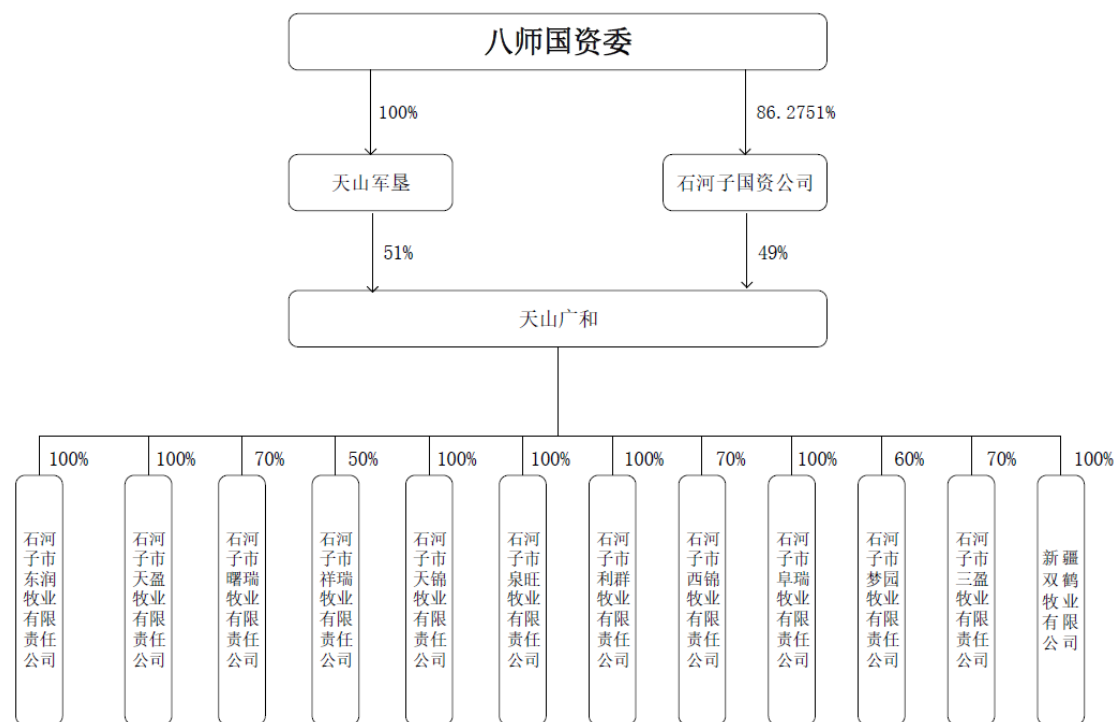 八师国资委
100%
86.2751%
天山军垦
石河子国资公司
51%
49%
天山广和
100%
100%
70%
50%
100%
100%
100%
70%
100%
60%
70%
100%
石河子市东润牧业有限责任公司
石河子市天盈牧业有限责任公司
石河子市曙瑞牧业有限责任公司
石河子市祥瑞牧业有限责任公司
石河子市天锦牧业有限责任公司
石河子市泉旺牧业有限责任公司
石河子市利群牧业有限责任公司
石河子市西锦牧业有限责任公司
石河子市阜瑞牧业有限责任公司
石河子市梦园牧业有限责任公司
石河子市三盈牧业有限责任公司
新疆双鹤牧业有限公司